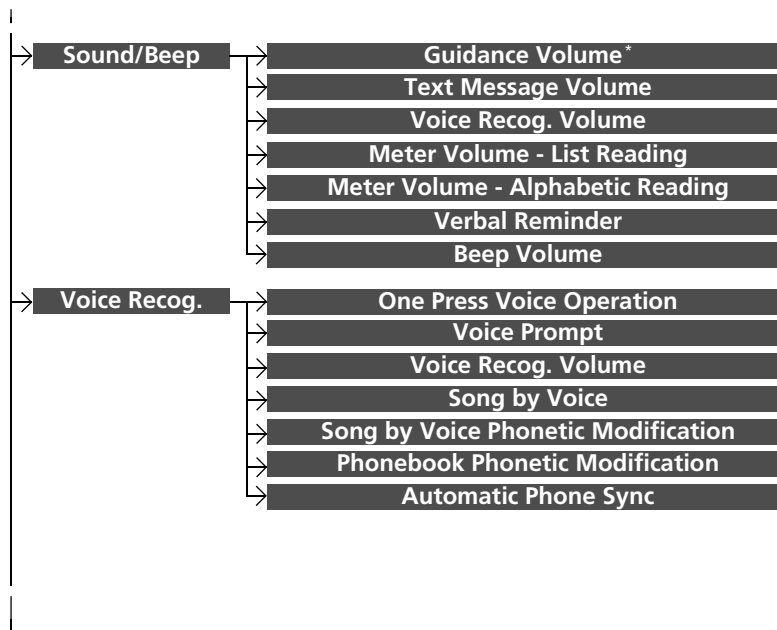 Sound/Beep
Guidance Volume*
Text Message Volume
Voice Recog. Volume
Meter Volume - List Reading
Meter Volume - Alphabetic Reading
Verbal Reminder
Beep Volume
Voice Recog.
One Press Voice Operation
Voice Prompt
Voice Recog. Volume
Song by Voice
Song by Voice Phonetic Modification
Phonebook Phonetic Modification
Automatic Phone Sync